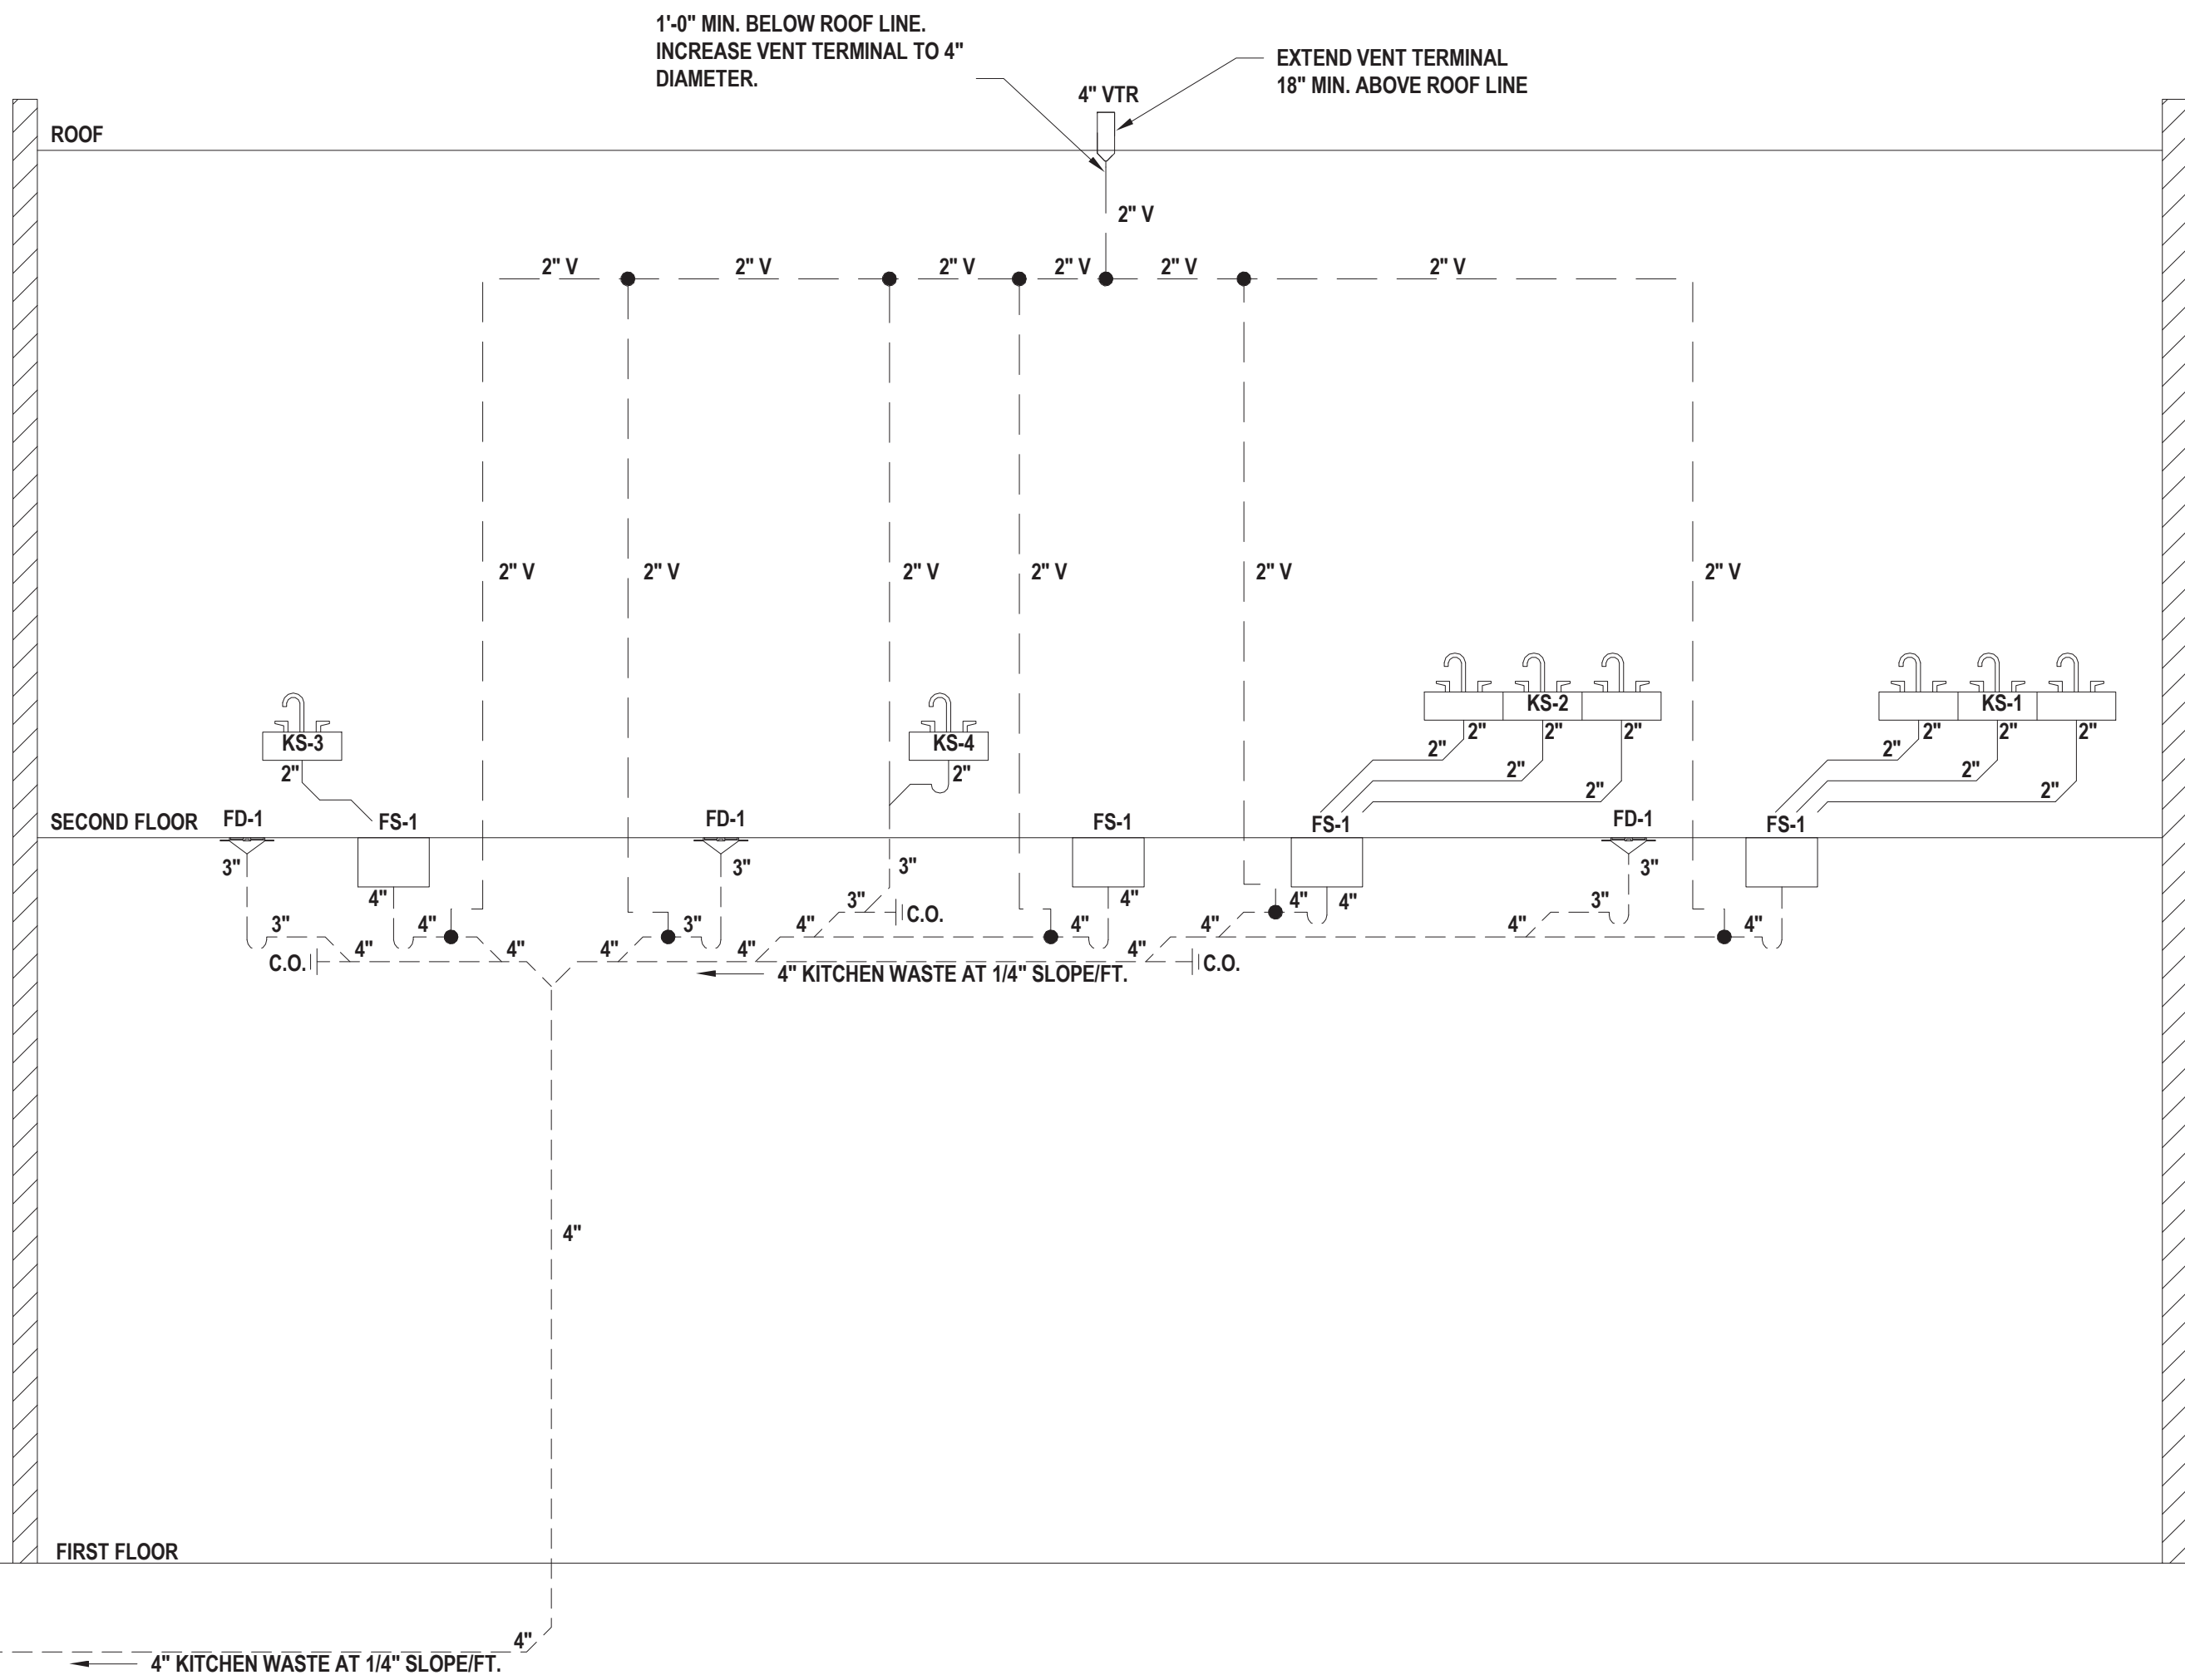 1'-0" MIN. BELOW ROOF LINE.
INCREASE VENT TERMINAL TO 4"
DIAMETER.
EXTEND VENT TERMINAL
18" MIN. ABOVE ROOF LINE
4" VTR
ROOF
2" V
2" V
2" V
2" V
2" V
2" V
2" V
2" V
2" V
2" V
2" V
2" V
2" V
KS-3
2"
KS-4
2"
KS-2
2"
2"
2"
2"
2"
2"
KS-1
2"
2"
2"
2"
2"
2"
SECOND FLOOR
FD-1
FS-1
FD-1
FS-1
FS-1
FD-1
FS-1
3"
4"
3"
3"
4"
4"
4"
3"
3"
4"
4"
4"
3"
C.O.
3"
4"
4"
4"
4"
3"
4"
4"
4"
4"
C.O.
4"
4"
4"
4"
C.O.
4" KITCHEN WASTE AT 1/4" SLOPE/FT.
4"
FIRST FLOOR
4"
4" KITCHEN WASTE AT 1/4" SLOPE/FT.